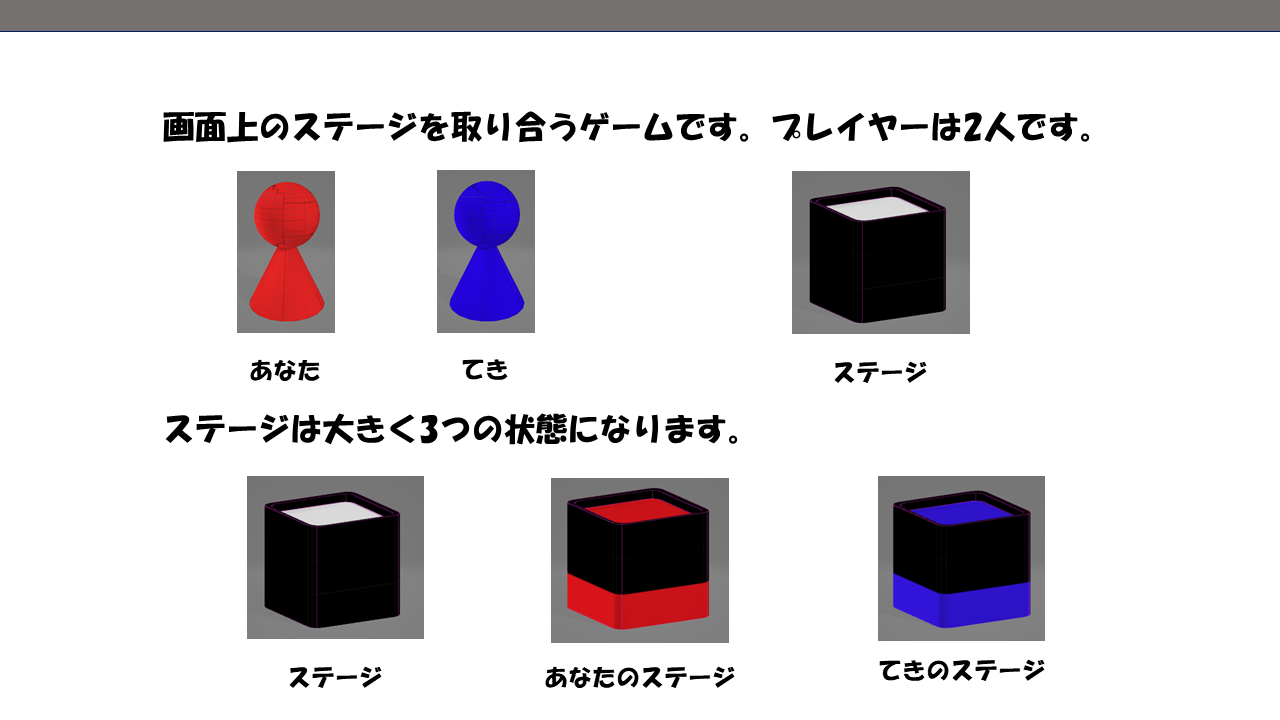 画面上のステージを取り合うゲームです。プレイヤーは2人です。
あなた
てき
ステージ
ステージは大きく3つの状態になります。
ステージ
あなたのステージ
てきのステージ